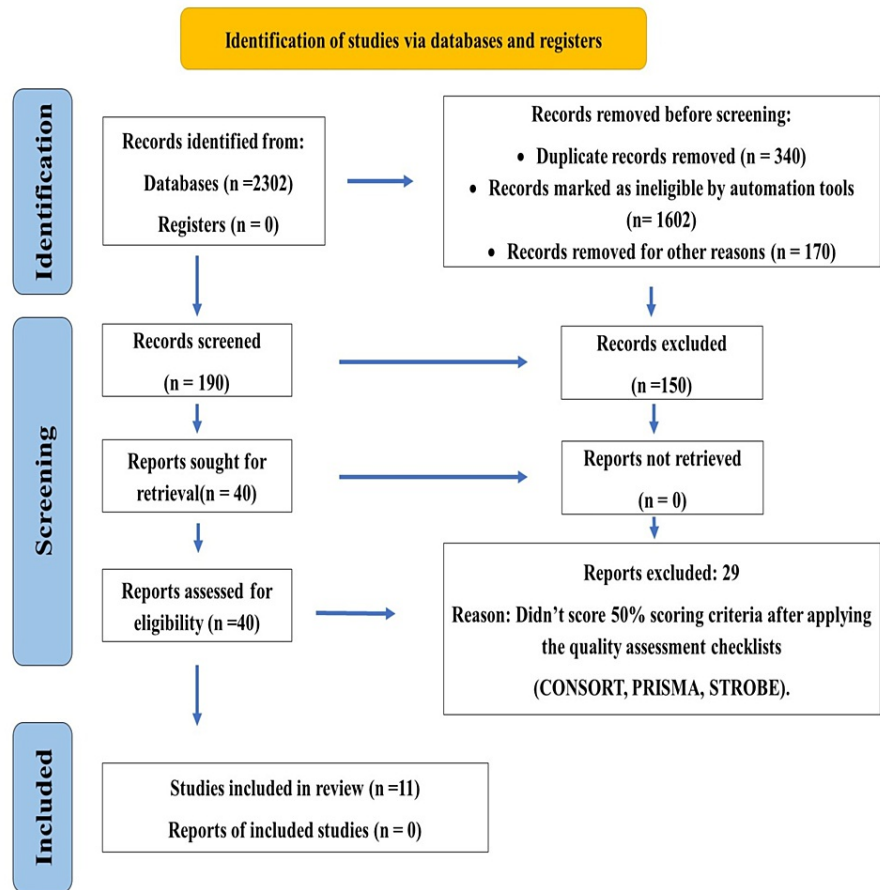 Identification of studies via databases and registers
Identification
Records identified from:
Databases (n =2302)
Registers (n = 0)
Records removed before screening:
• Duplicate records removed (n = 340)
• Records marked as ineligible by automation tools
(n= 1602)
• Records removed for other reasons (n = 170)
Screening
Records screened
(n = 190)
Records excluded
(n =150)
Reports sought for
retrieval(n = 40)
Reports not retrieved
(n = 0)
Reports assessed for
eligibility (n =40)
Reports excluded: 29
Reason: Didn’t score 50% scoring criteria after applying
the quality assessment checklists
(CONSORT, PRISMA, STROBE).
Included
Studies included in review (n =11)
Reports of included studies (n = 0)